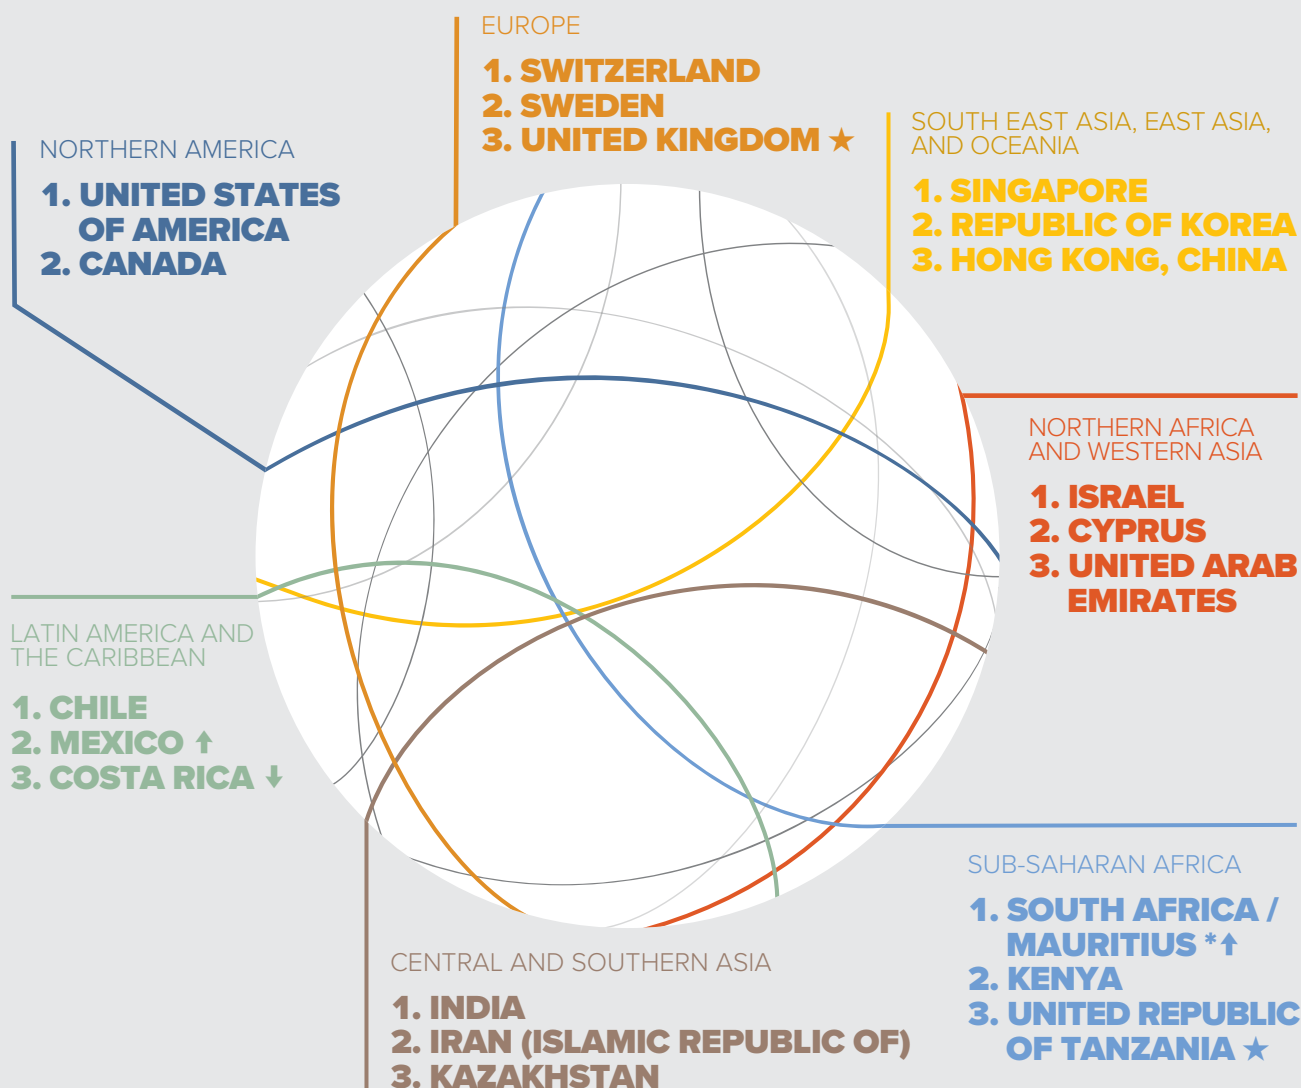 EUROPE
1. SWITZERLAND
2. SWEDEN
3. UNITED KINGDOM ★
NORTHERN AMERICA
1. UNITED STATES
OF AMERICA
2. CANADA
SOUTH EAST ASIA, EAST ASIA,
AND OCEANIA
1. SINGAPORE
2. REPUBLIC OF KOREA
3. HONG KONG, CHINA
NORTHERN AFRICA
AND WESTERN ASIA
1. ISRAEL
2. CYPRUS
3. UNITED ARAB
EMIRATES
LATIN AMERICA AND
THE CARIBBEAN
1. CHILE
2. MEXICO ⬆
3. COSTA RICA ⬇
SUB-SAHARAN AFRICA
1. SOUTH AFRICA /
MAURITIUS *⬆
2. KENYA
3. UNITED REPUBLIC
OF TANZANIA ★
CENTRAL AND SOUTHERN ASIA
1. INDIA
2. IRAN (ISLAMIC REPUBLIC OF)
3. KAZAKHSTAN